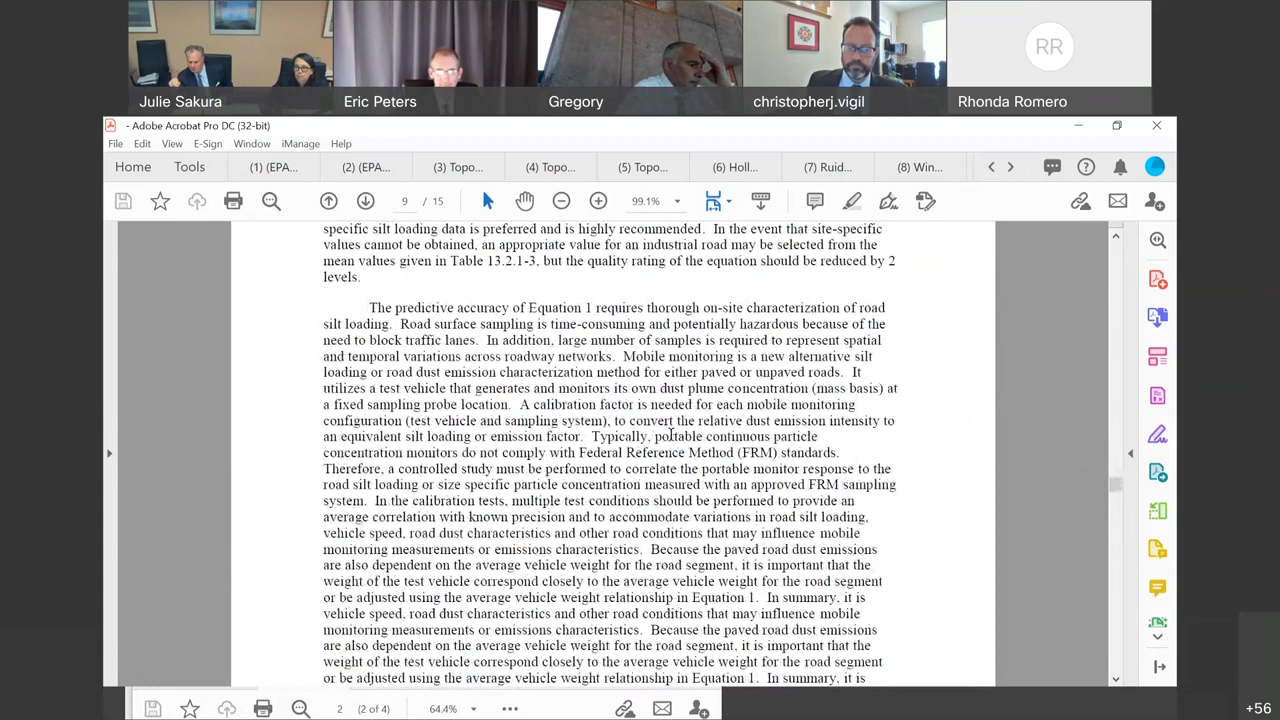 Julie Sakura
Eric Peters
Gregory
christopherj.vigil
RR
Rhonda Romero
- Adobe Acrobat Pro DC (32-bit)
File Edit View E-Sign Window iManage Help
Home Tools (1) (EPA... (2) (EPA... (3) Topo... (4) Topo... (5) Topo... (6) Holl... (7) Ruid... (8) Win...
9 / 15 99.1%
specific silt loading data is preferred and is highly recommended. In the event that site-specific
values cannot be obtained, an appropriate value for an industrial road may be selected from the
mean values given in Table 13.2.1-3, but the quality rating of the equation should be reduced by 2
levels.
The predictive accuracy of Equation 1 requires thorough on-site characterization of road
silt loading. Road surface sampling is time-consuming and potentially hazardous because of the
need to block traffic lanes. In addition, large number of samples is required to represent spatial
and temporal variations across roadway networks. Mobile monitoring is a new alternative silt
loading or road dust emission characterization method for either paved or unpaved roads. It
utilizes a test vehicle that generates and monitors its own dust plume concentration (mass basis) at
a fixed sampling probe location. A calibration factor is needed for each mobile monitoring
configuration (test vehicle and sampling system), to convert the relative dust emission intensity to
an equivalent silt loading or emission factor. Typically, portable continuous particle
concentration monitors do not comply with Federal Reference Method (FRM) standards.
Therefore, a controlled study must be performed to correlate the portable monitor response to the
road silt loading or size specific particle concentration measured with an approved FRM sampling
system. In the calibration tests, multiple test conditions should be performed to provide an
average correlation with known precision and to accommodate variations in road silt loading,
vehicle speed, road dust characteristics and other road conditions that may influence mobile
monitoring measurements or emissions characteristics. Because the paved road dust emissions
are also dependent on the average vehicle weight for the road segment, it is important that the
weight of the test vehicle correspond closely to the average vehicle weight for the road segment
or be adjusted using the average vehicle weight relationship in Equation 1. In summary, it is
vehicle speed, road dust characteristics and other road conditions that may influence mobile
monitoring measurements or emissions characteristics. Because the paved road dust emissions
are also dependent on the average vehicle weight for the road segment, it is important that the
weight of the test vehicle correspond closely to the average vehicle weight for the road segment
or be adjusted using the average vehicle weight relationship in Equation 1. In summary, it is
2 (2 of 4) 64.4%
+56